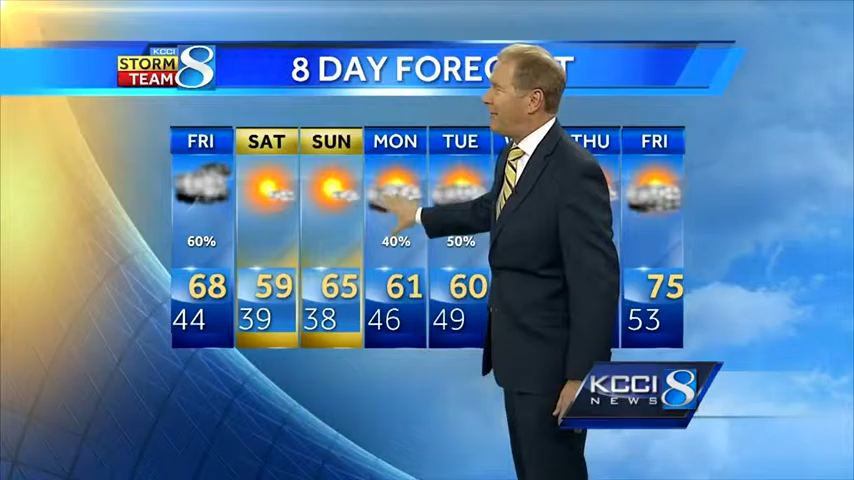 KCCI
STORM
TEAM 8
8 DAY FOREC T
FRI SAT SUN MON TUE THU FRI
60% 40% 50%
68 59 65 61 60 75
44 39 38 46 49 53
KCCI 8
NEWS